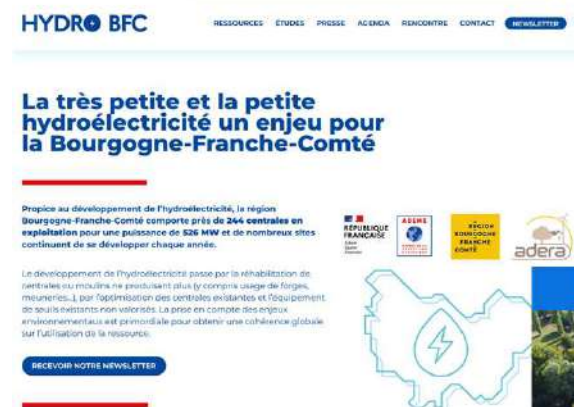 HYDRO BFC
RESSOURCES ÉTUDES PRESSE AGENDA RENCONTRE CONTACT NEWSLETTER
La très petite et la petite
hydroélectricité un enjeu pour
la Bourgogne-Franche-Comté
Propice au développement de l'hydroélectricité, la région
Bourgogne-Franche-Comté comporte près de 244 centrales en
exploitation pour une puissance de 526 MW et de nombreux sites
continuent de se développer chaque année.
RÉPUBLIQUE
FRANÇAISE
ADEME
RÉGION
BOURGOGNE
FRANCHE
COMTÉ
adera
Le développement de l'hydroélectricité passe par la réhabilitation de
centrales ou moulins ne produisant plus (y compris usage de forges,
meuneries...), par l'optimisation des centrales existantes et l'équipement
de seuils existants non valorisés. La prise en compte des enjeux
environnementaux est primordiale pour obtenir une cohérence globale
sur l'utilisation de la ressource.
RECEVOIR NOTRE NEWSLETTER